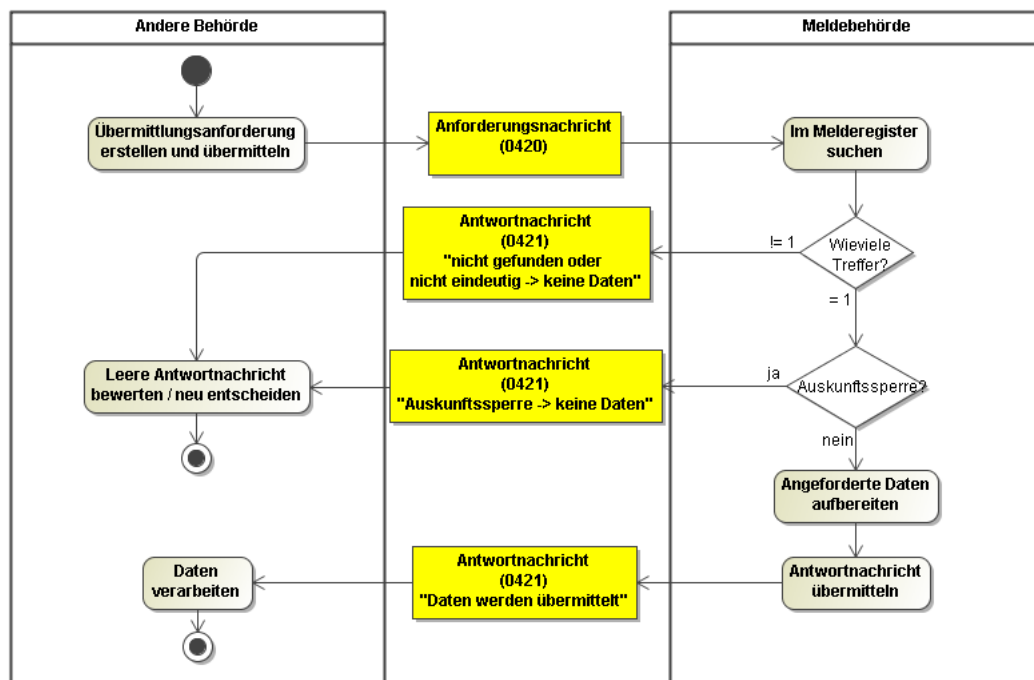 Andere Behörde
Meldebehörde
Übermittlungsanforderung
erstellen und übermitteln
Anforderungsnachricht
(0420)
Im Melderegister
suchen
Antwortnachricht
(0421)
"nicht gefunden oder
nicht eindeutig -> keine Daten"
!= 1
Wieviele
Treffer?
= 1
Leere Antwortnachricht
bewerten / neu entscheiden
Antwortnachricht
(0421)
"Auskunftssperre -> keine Daten"
ja
Auskunftssperre?
nein
Angeforderte Daten
aufbereiten
Daten
verarbeiten
Antwortnachricht
(0421)
"Daten werden übermittelt"
Antwortnachricht
übermitteln